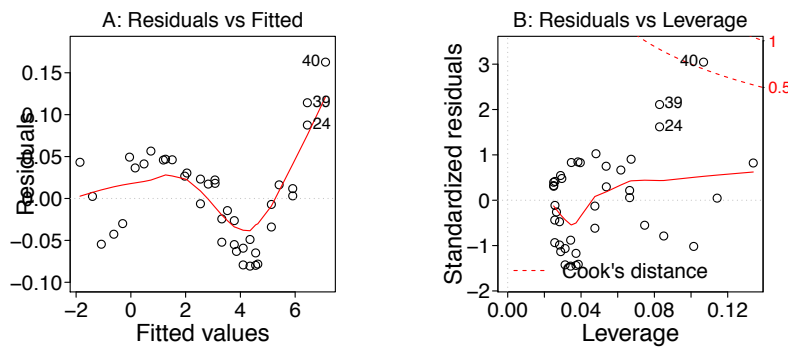 A: Residuals vs Fitted
Residuals
0.15
0.10
0.05
0.00
−0.05
−0.10
40
39
24
−2 0 2 4 6
Fitted values
B: Residuals vs Leverage
Standardized residuals
3
2
1
0
−1
−2
40
39
24
1
0.5
Cook's distance
0.00 0.04 0.08 0.12
Leverage